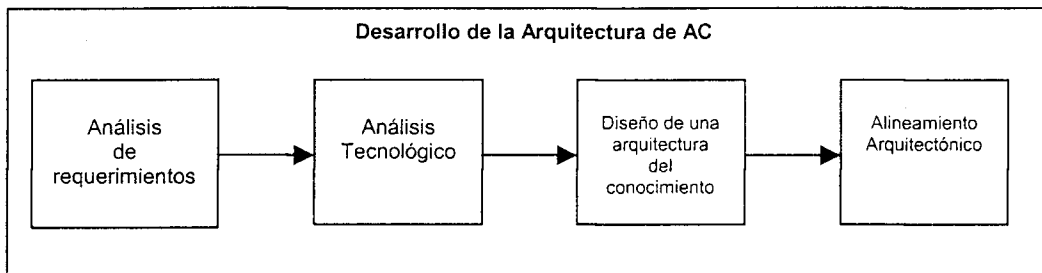 Desarrollo de la Arquitectura de AC
Análisis
de
requerimientos
Análisis
Tecnológico
Diseño de una
arquitectura
del
conocimiento
Alineamiento
Arquitectónico